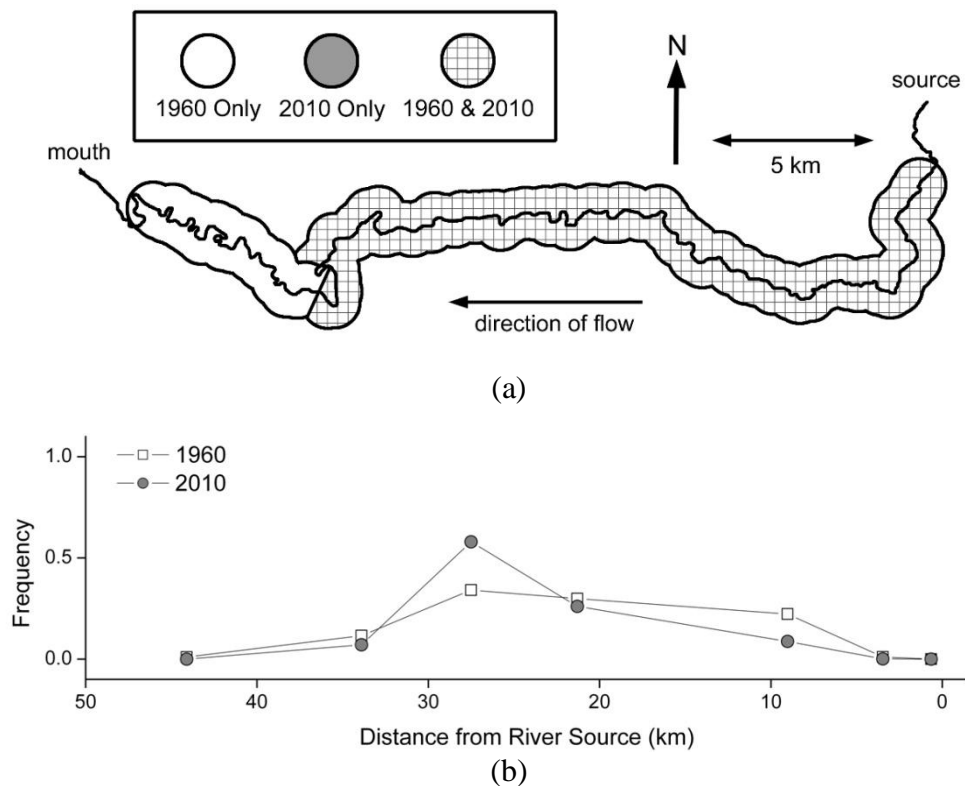 1960 Only 2010 Only 1960 & 2010
N
source
5 km
mouth
direction of flow
(a)
1960
2010
1.0
0.5
0.0
Frequency
50 40 30 20 10 0
Distance from River Source (km)
(b)